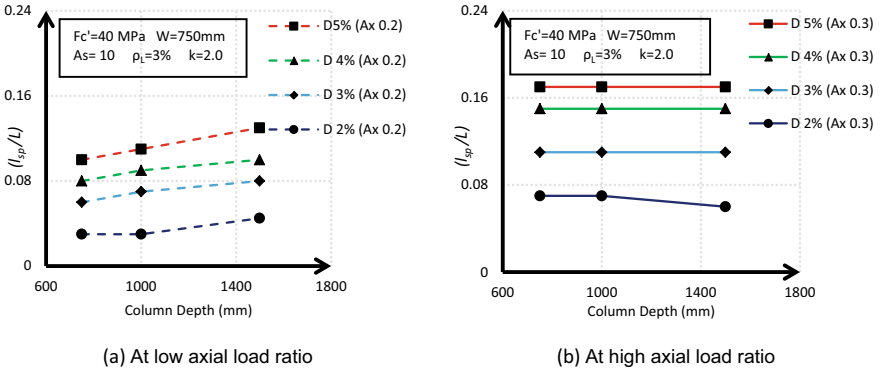 0.24
0.16
0.08
0
600
1000
1400
1800
(l_sp/L)
Column Depth (mm)
Fc'=40 MPa W=750mm
As= 10 ρL=3% k=2.0
D5% (Ax 0.2)
D 4% (Ax 0.2)
D 3% (Ax 0.2)
D 2% (Ax 0.2)
(a) At low axial load ratio
0.24
0.16
0.08
0
600
1000
1400
1800
(l_sp/L)
Column Depth (mm)
Fc'=40 MPa W=750mm
As= 10 ρL=3% k=2.0
D 5% (Ax 0.3)
D 4% (Ax 0.3)
D 3% (Ax 0.3)
D 2% (Ax 0.3)
(b) At high axial load ratio